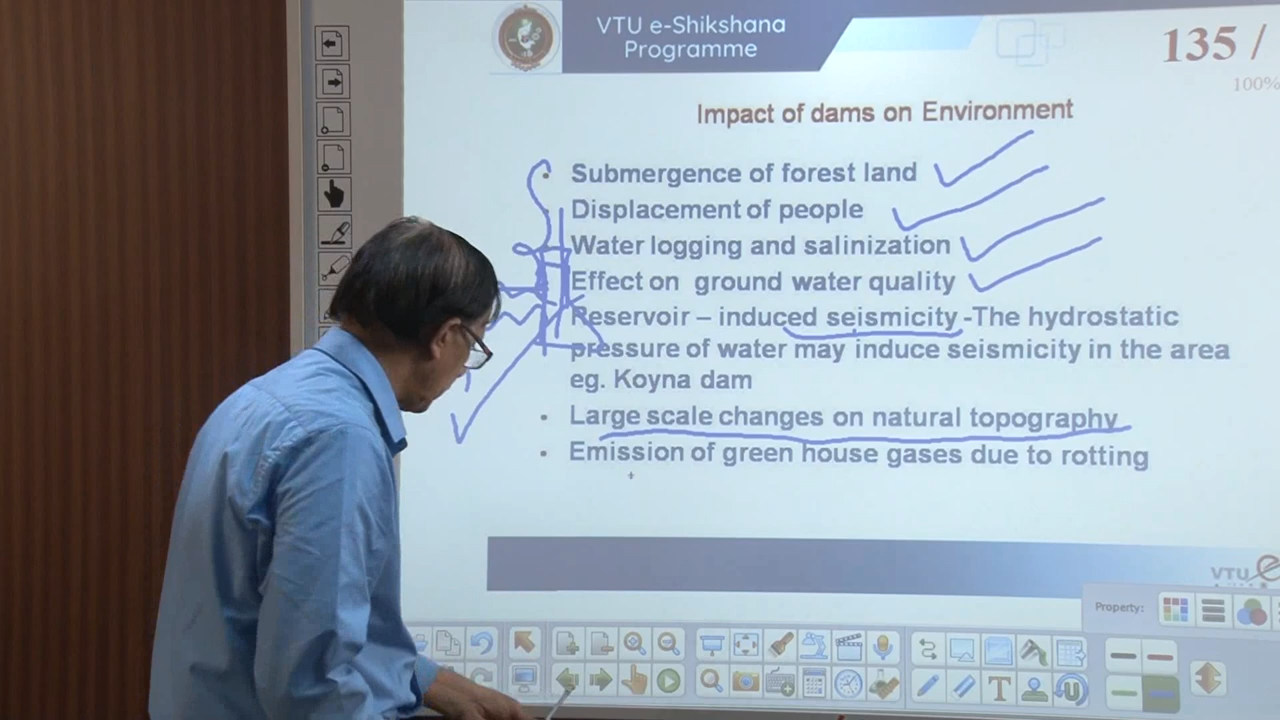 VTU e-Shikshana
Programme
135 /
100%
Impact of dams on Environment
• Submergence of forest land
Displacement of people
Water logging and salinization
Effect on ground water quality
Reservoir – induced seismicity -The hydrostatic
pressure of water may induce seismicity in the area
eg. Koyna dam
• Large scale changes on natural topography
• Emission of green house gases due to rotting
VTU e
Property:
T